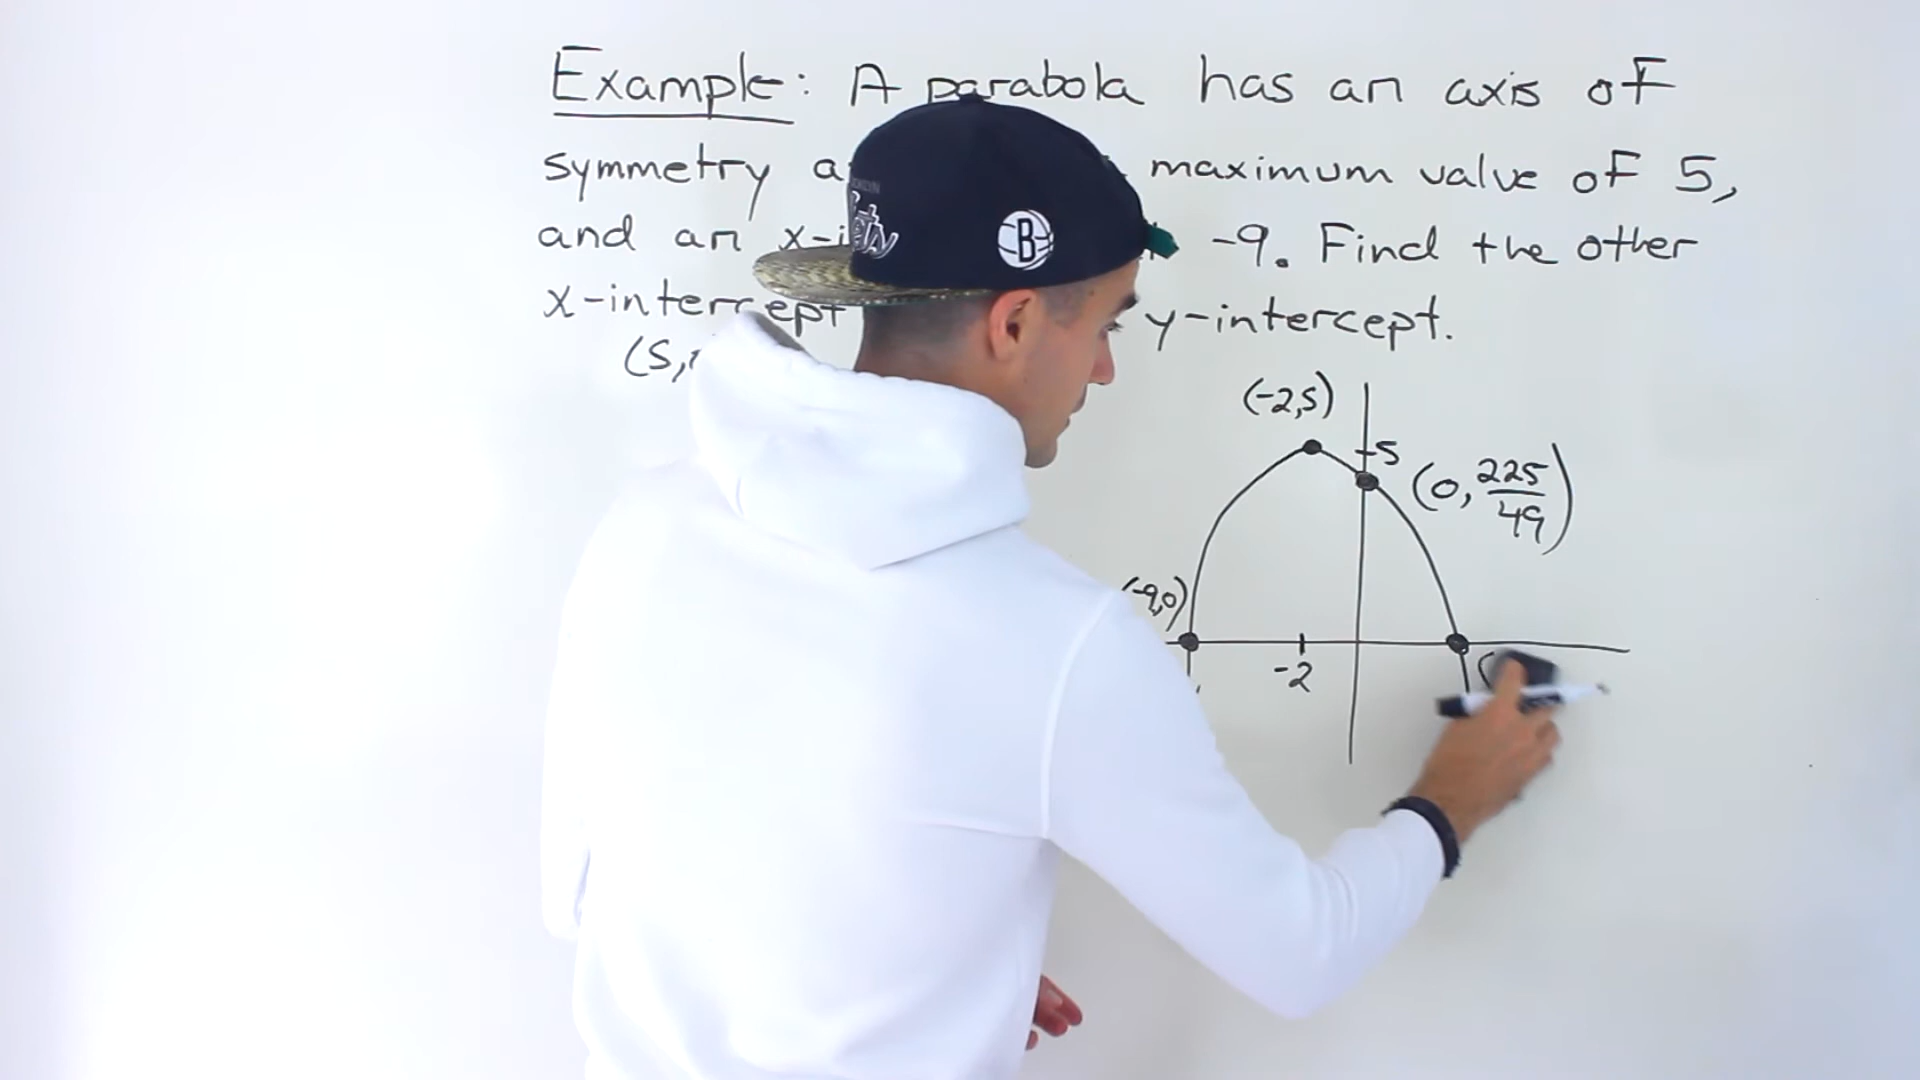 Example: A parabola has an axis of
symmetry a maximum value of 5,
and an x-i -9. Find the other
x-intercept y-intercept.
(5,
(-2,5)
5
(0, 225/49)
(-9,0)
-2
B